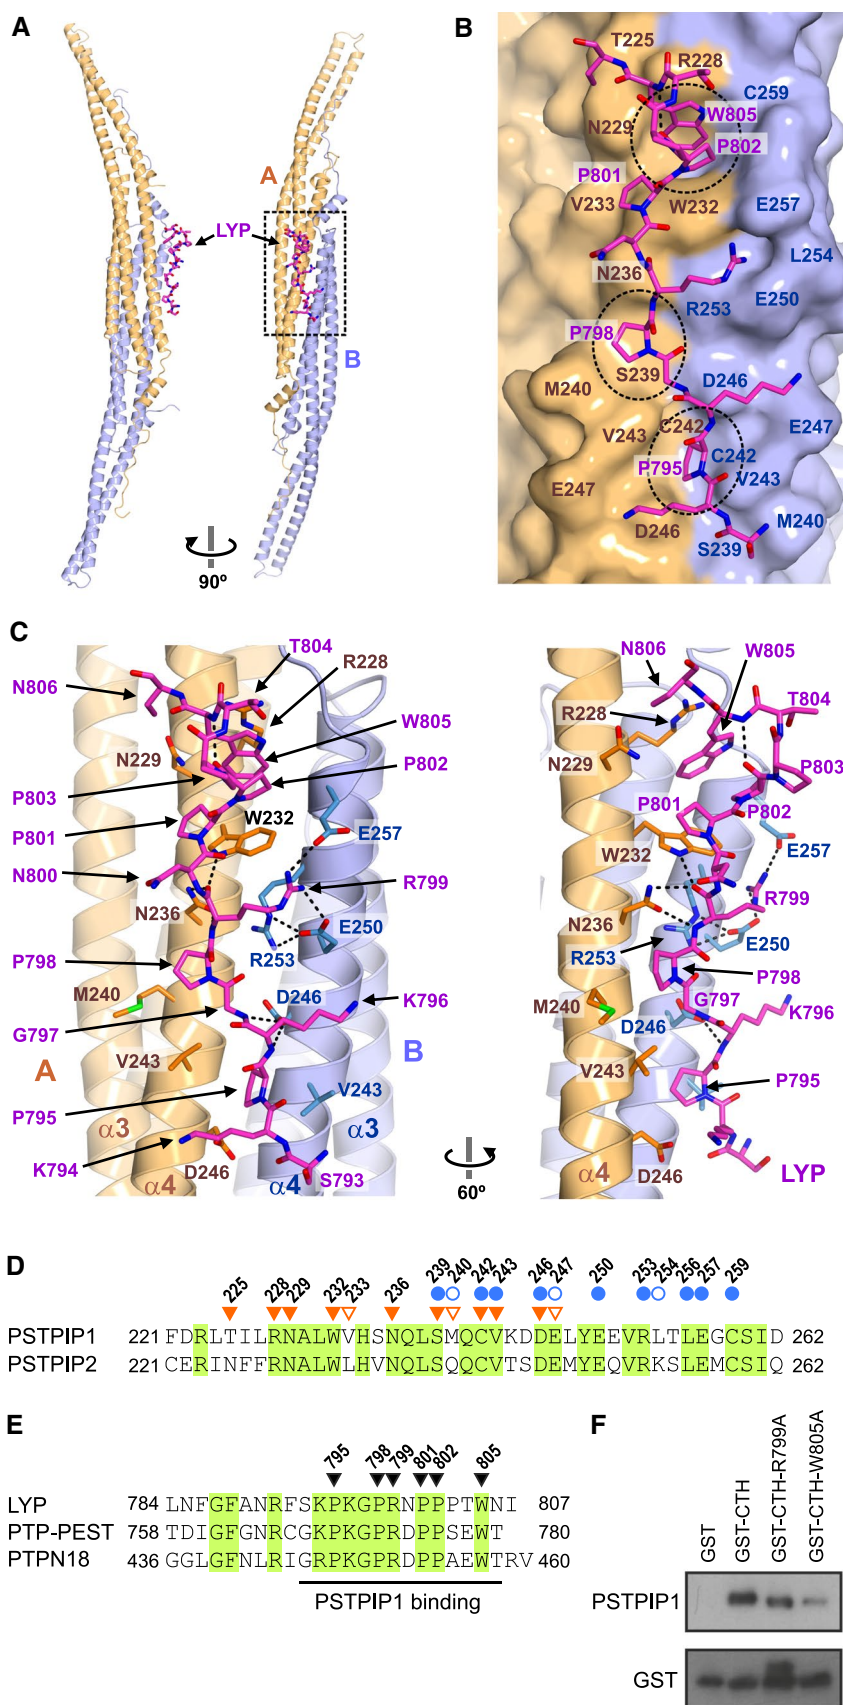 A
LYP
A
B
90º
B
T225
R228
C259
N229
W805
P802
P801
V233
W232
E257
L254
N236
E250
R253
P798
S239
D246
M240
C242
V243
E247
C242
P795
V243
E247
M240
D246
S239
C
T804
N806
R228
W805
N229
P802
P803
P801
W232
E257
N800
R799
N236
E250
R253
P798
M240
D246
K796
G797
A
B
V243
V243
P795
α3
α3
K794
D246
α4
α4
S793
60º
N806
W805
R228
T804
N229
P803
P801
P802
W232
E257
R799
N236
E250
R253
P798
G797
M240
K796
D246
V243
P795
D246
α4
LYP
D
225 228 229 232 233 236 239 240 242 243 246 247 250 253 254 256 257 259
PSTPIP1 221 FDRLTILRNALWVHSNQLSMQCVKDDELYEEVRLTLEGCSID 262
PSTPIP2 221 CERINFFRNALWLHVNQLSQQCVTSDEMYEQVRKSLEMCSIQ 262
E
795 798 799 801 802 805
LYP 784 LNFGFANRFSKPKGPRNPPPTWNI 807
PTP-PEST 758 TDIGFGNRCGKPKGPRDPPSEWT 780
PTPN18 436 GGLGFNLRIGRPKGPRDPPAEWTRV 460
PSTPIP1 binding
F
GST
GST-CTH
GST-CTH-R799A
GST-CTH-W805A
PSTPIP1
GST